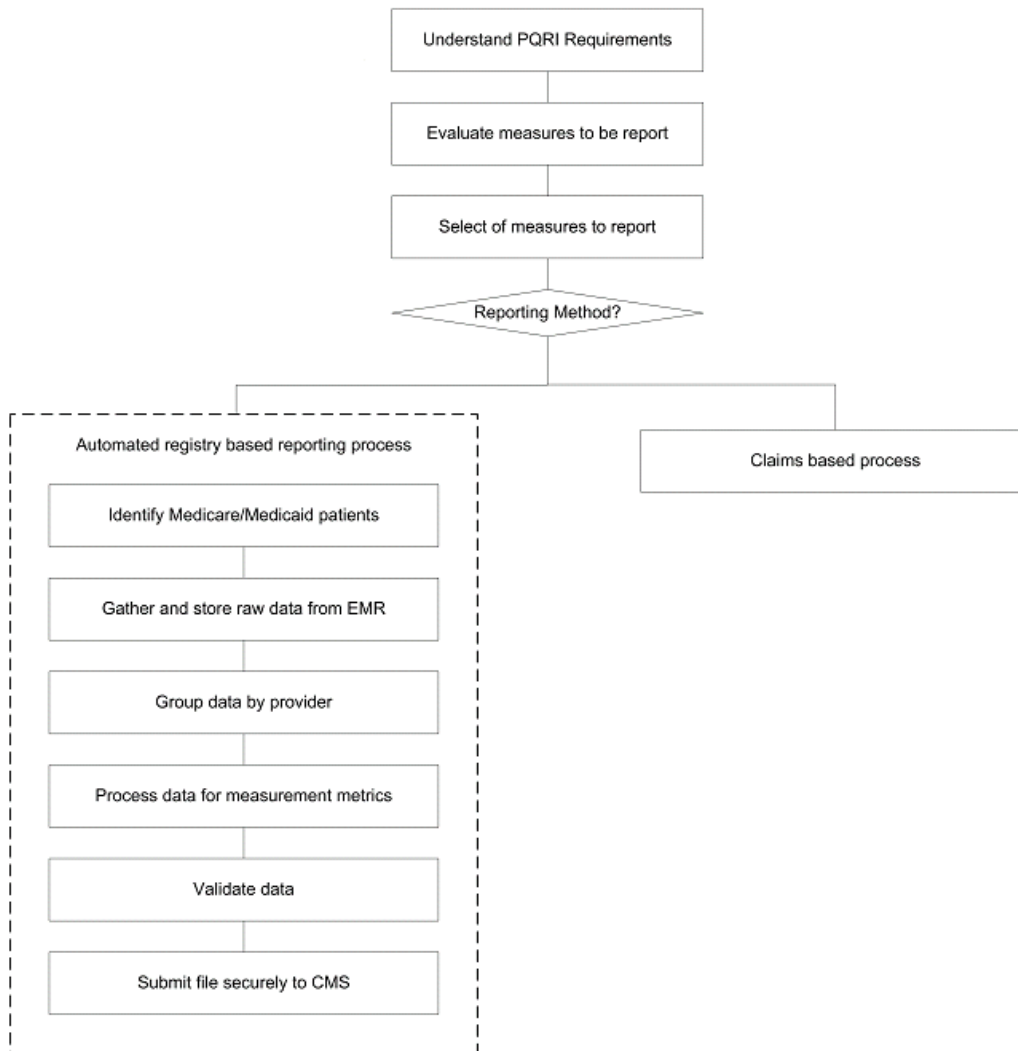 Understand PQRI Requirements
Evaluate measures to be report
Select of measures to report
Reporting Method?
Automated registry based reporting process
Claims based process
Identify Medicare/Medicaid patients
Gather and store raw data from EMR
Group data by provider
Process data for measurement metrics
Validate data
Submit file securely to CMS